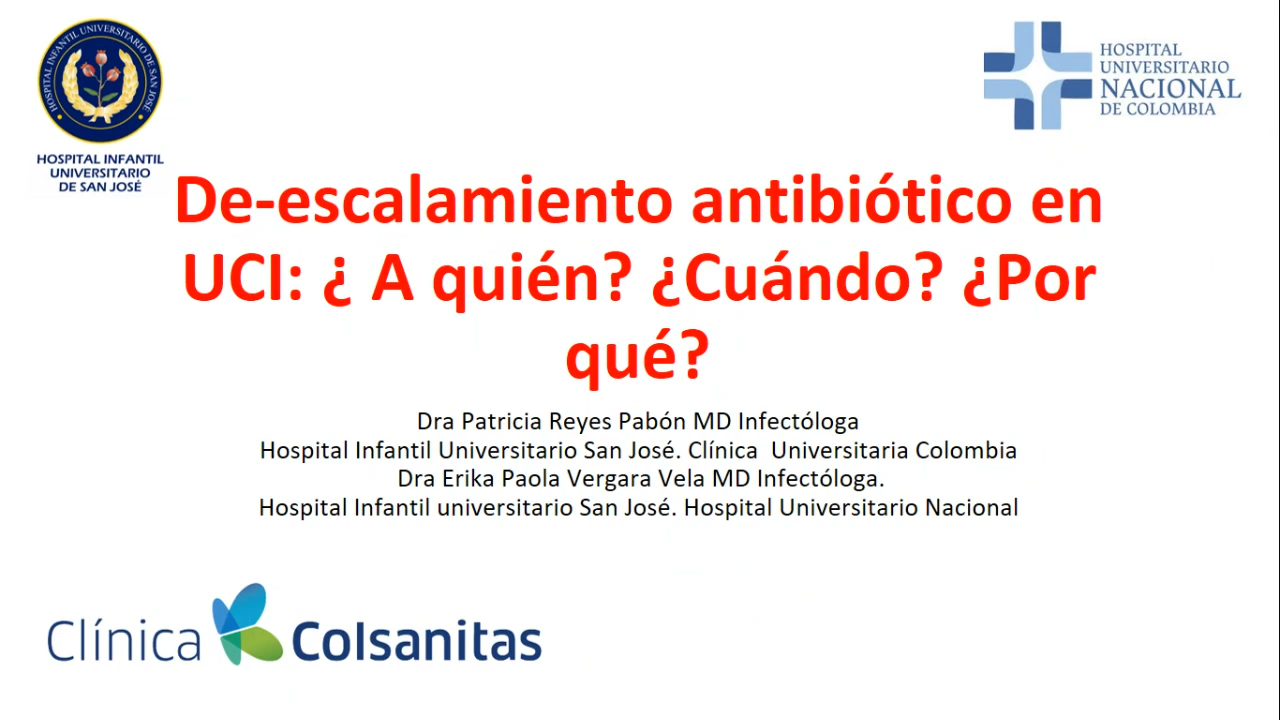 HOSPITAL INFANTIL UNIVERSITARIO DE SAN JOSÉ
HOSPITAL INFANTIL
UNIVERSITARIO
DE SAN JOSÉ
HOSPITAL
UNIVERSITARIO
NACIONAL
DE COLOMBIA
De-escalamiento antibiótico en
UCI: ¿ A quién? ¿Cuándo? ¿Por
qué?
Dra Patricia Reyes Pabón MD Infectóloga
Hospital Infantil Universitario San José. Clínica  Universitaria Colombia
Dra Erika Paola Vergara Vela MD Infectóloga.
Hospital Infantil universitario San José. Hospital Universitario Nacional
Clínica Colsanitas